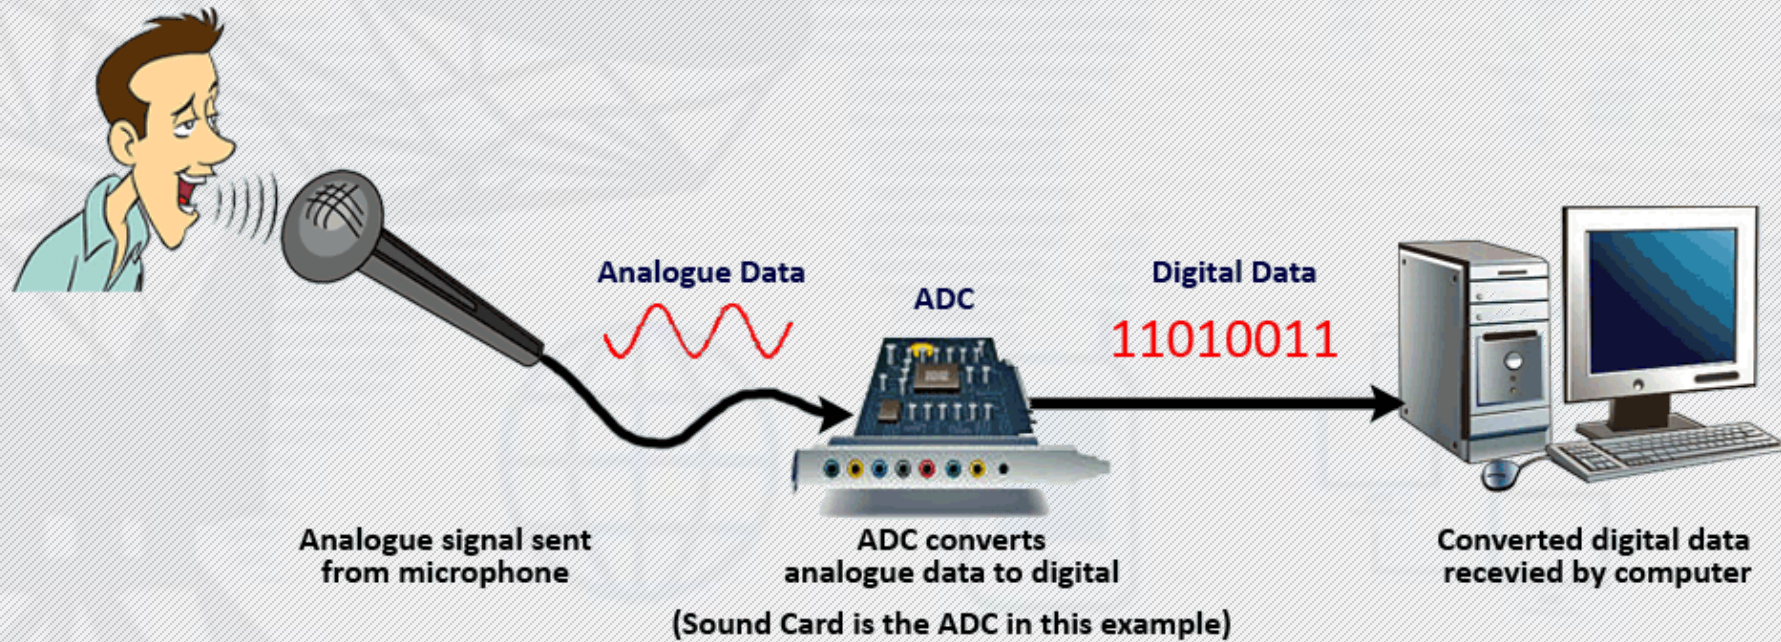 Analogue Data
ADC
Digital Data
11010011
Analogue signal sent
from microphone
ADC converts
analogue data to digital
(Sound Card is the ADC in this example)
Converted digital data
recevied by computer